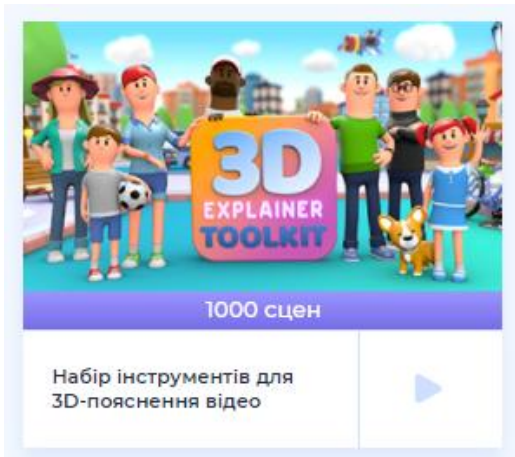 3D
EXPLAINER
TOOLKIT
1000 сцен
Набір інструментів для
3D-пояснення відео